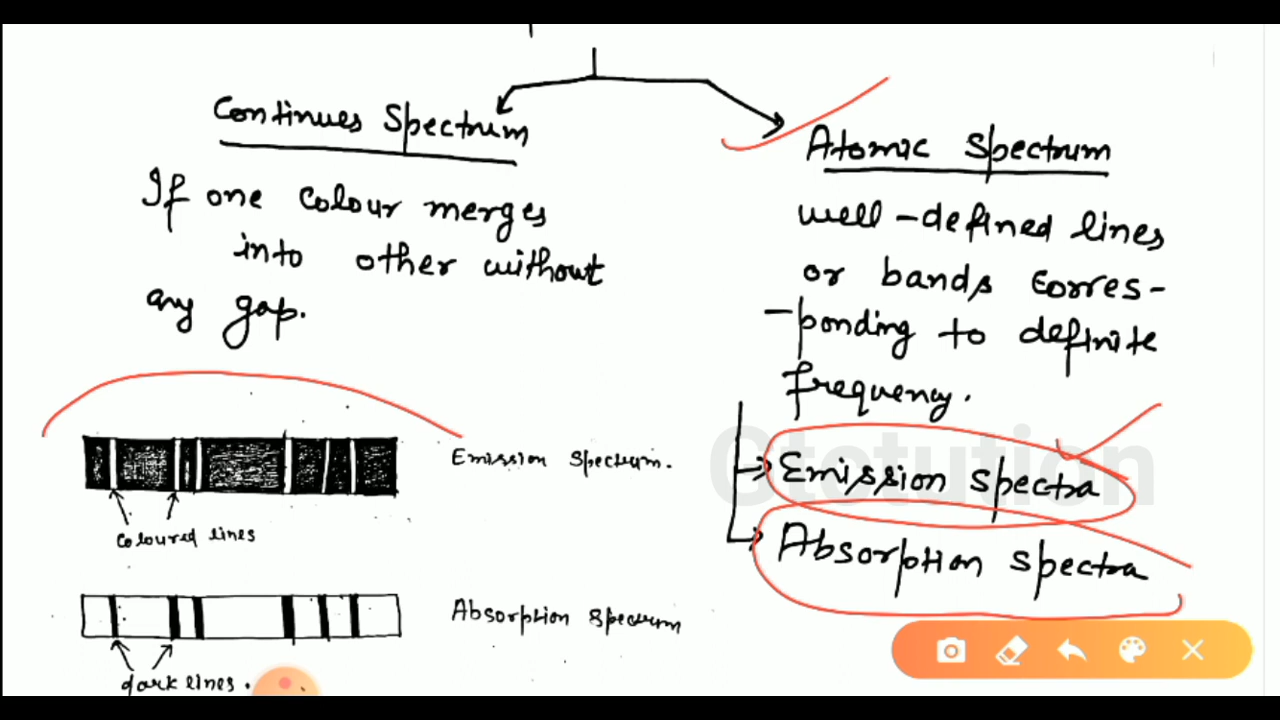 Continues Spectrum
If one colour merges
into other without
any gap.
Atomic Spectrum
well-defined lines
or bands corres-
-ponding to definite
frequency.
Emission spectra
Absorption spectra
Emission spectrum.
coloured lines
Absorption spectrum
dark lines.
Gtotution